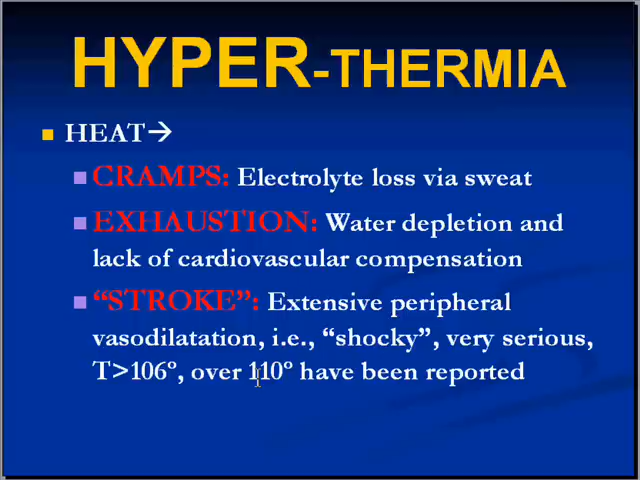 HYPER-THERMIA
HEAT→
CRAMPS: Electrolyte loss via sweat
EXHAUSTION: Water depletion and
lack of cardiovascular compensation
“STROKE”: Extensive peripheral
vasodilatation, i.e., “shocky”, very serious,
T>106º, over 110º have been reported